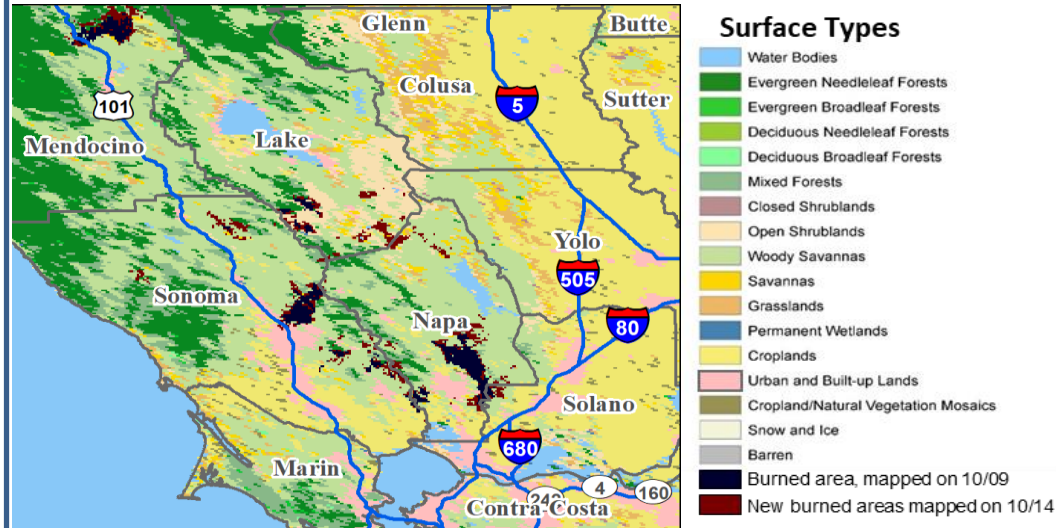 Glenn
Butte
Colusa
Sutter
5
101
Lake
Mendocino
Yolo
505
Sonoma
Napa
80
Solano
680
Marin
4
242
160
Contra Costa
Surface Types
Water Bodies
Evergreen Needleleaf Forests
Evergreen Broadleaf Forests
Deciduous Needleleaf Forests
Deciduous Broadleaf Forests
Mixed Forests
Closed Shrublands
Open Shrublands
Woody Savannas
Savannas
Grasslands
Permanent Wetlands
Croplands
Urban and Built-up Lands
Cropland/Natural Vegetation Mosaics
Snow and Ice
Barren
Burned area, mapped on 10/09
New burned areas mapped on 10/14